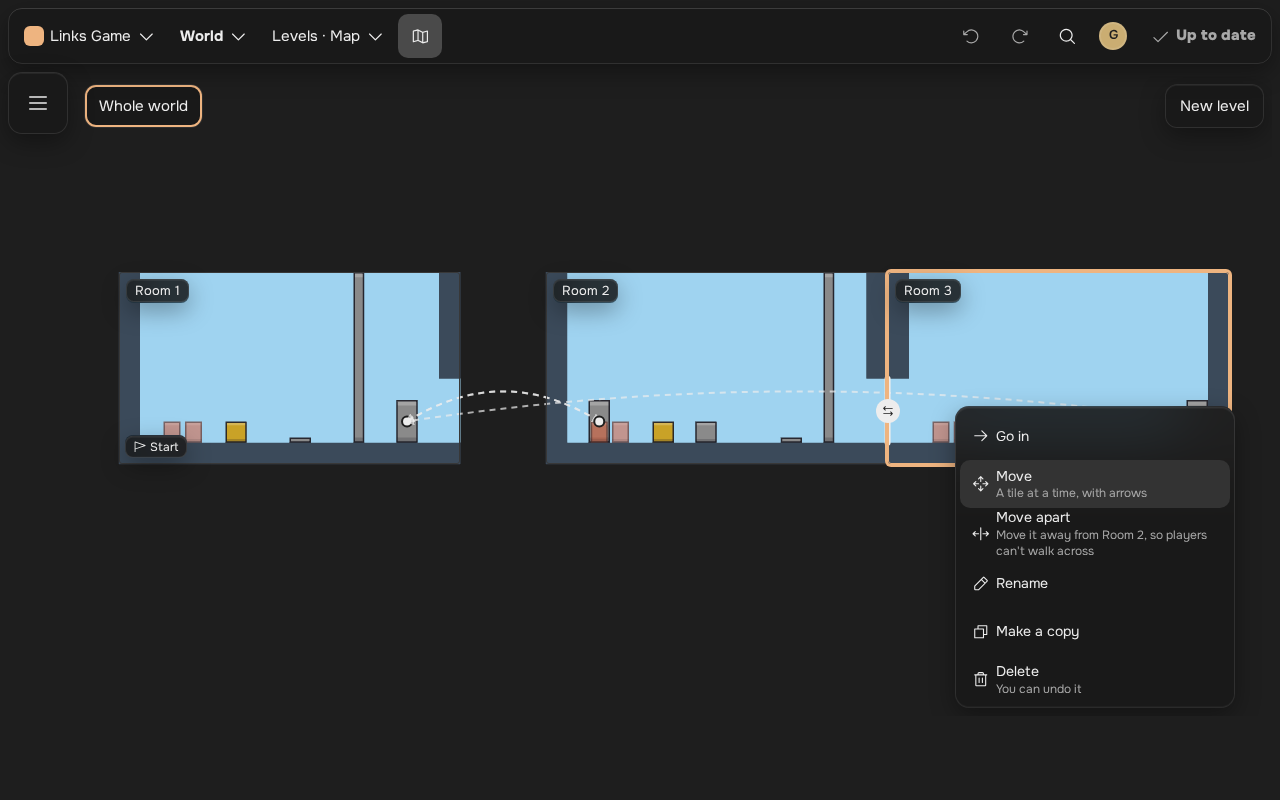 Links Game
World
Levels · Map
G
Up to date
Whole world
New level
Room 1
Room 2
Room 3
Start
Go in
Move
A tile at a time, with arrows
Move apart
Move it away from Room 2, so players
can't walk across
Rename
Make a copy
Delete
You can undo it